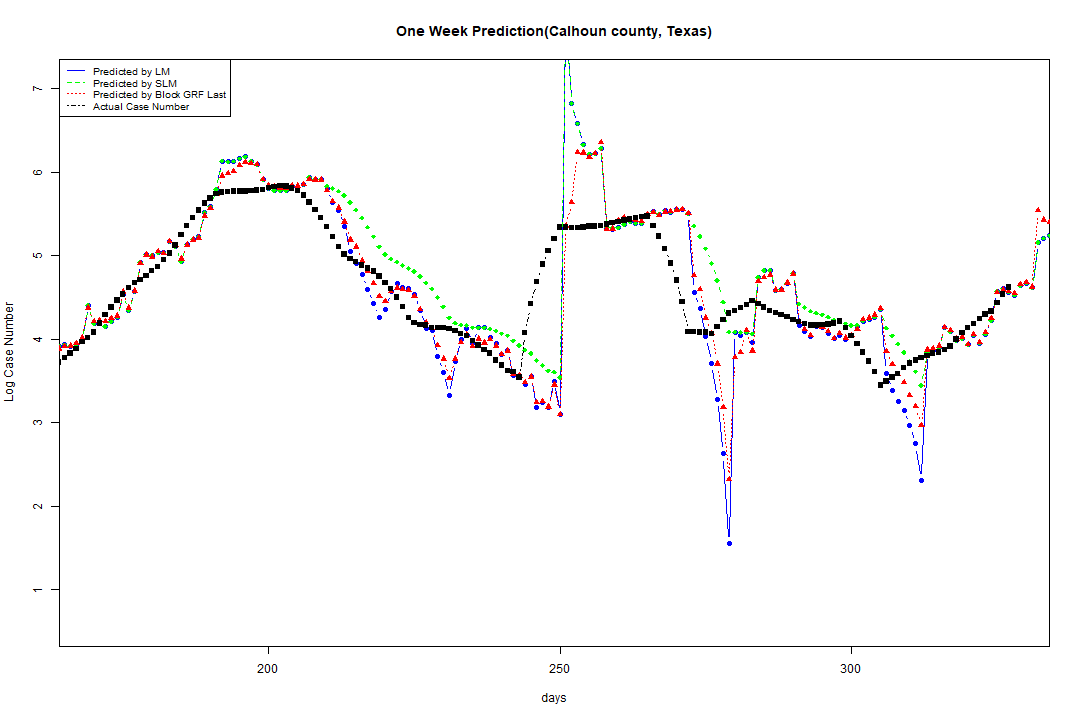 One Week Prediction(Calhoun county, Texas)
Predicted by LM
Predicted by SLM
Predicted by Block GRF Last
Actual Case Number
7
6
5
4
3
2
1
Log Case Number
200
250
300
days